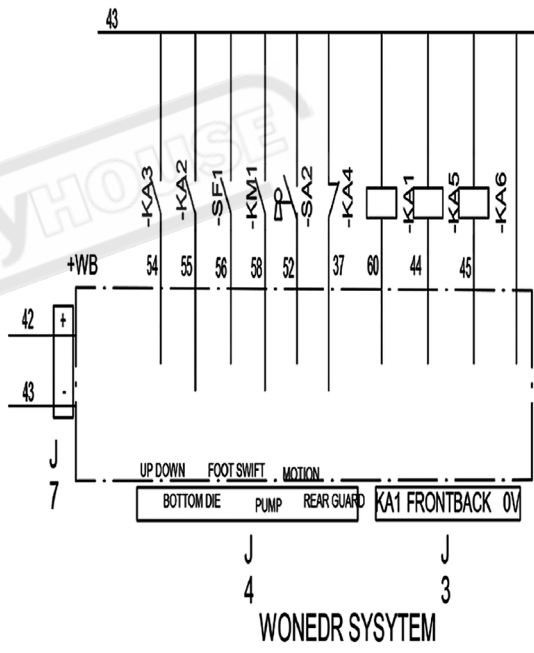 43
-KA3
-KA2
-SF1
-KM1
-SA2
-KA4
-KA1
-KA5
-KA6
yHOUSE
+WB
54 55 56 58 52 37 60 44 45
42
+
43
-
J
7
UP DOWN FOOT SWIFT MOTION
BOTTOM DIE PUMP REAR GUARD
KA1 FRONTBACK 0V
J
4
J
3
WONEDR SYSYTEM